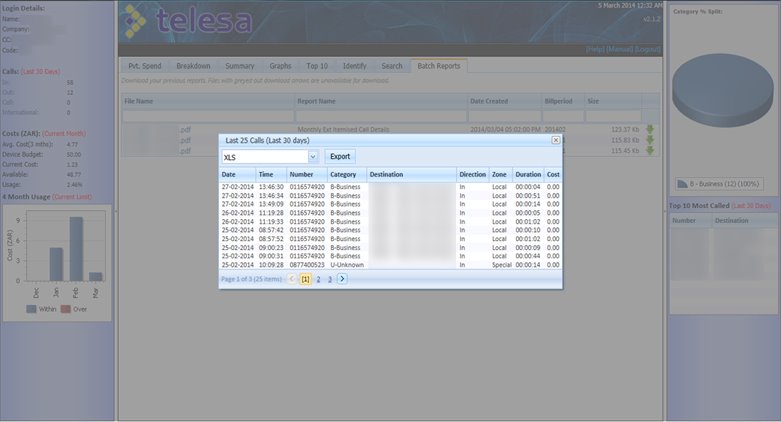 Login Details:
Name:
Company:
CC:
Code:
Calls: (Last 30 Days)
In: 58
Out: 12
Call: 0
International: 0
Costs (ZAR): (Current Month)
Avg. Cost(3 mths): 4.77
Device Budget: 50.00
Current Cost: 1.23
Available: 48.77
Usage: 2.46%
4 Month Usage (Current Limit)
Cost (ZAR)
9
6
3
0
Dec Jan Feb Mar
Within Over
telesa
5 March 2014 12:32 AM
v2.1.2
[Help] [Manual] [Logout]
Pvt. Spend Breakdown Summary Graphs Top 10 Identify Search Batch Reports
Download your previous reports. Files with greyed out download arrows are unavailable for download.
File Name Report Name Date Created Billperiod Size
.pdf Monthly Ext Itemised Call Details 2014/03/04 05:02:00 PM 201402 123.37 Kb
.pdf 115.83 Kb
.pdf 115.45 Kb
Last 25 Calls (Last 30 days)
XLS Export
Date Time Number Category Destination Direction Zone Duration Cost
27-02-2014 13:46:30 0116574920 B-Business In Local 00:00:04 0.00
27-02-2014 13:46:34 0116574920 B-Business In Local 00:00:51 0.00
27-02-2014 13:49:09 0116574920 B-Business In Local 00:00:14 0.00
26-02-2014 11:19:28 0116574920 B-Business In Local 00:00:05 0.00
26-02-2014 11:19:33 0116574920 B-Business In Local 00:01:02 0.00
25-02-2014 08:57:42 0116574920 B-Business In Local 00:00:10 0.00
25-02-2014 08:57:52 0116574920 B-Business In Local 00:01:02 0.00
25-02-2014 09:00:23 0116574920 B-Business In Local 00:00:09 0.00
25-02-2014 09:00:31 0116574920 B-Business In Local 00:00:44 0.00
25-02-2014 10:09:28 0877400523 U-Unknown In Special 00:00:14 0.00
Page 1 of 3 (25 items) [1] 2 3
Category % Split:
B - Business (12) (100%)
Top 10 Most Called (Last 30 Days)
Number Destination